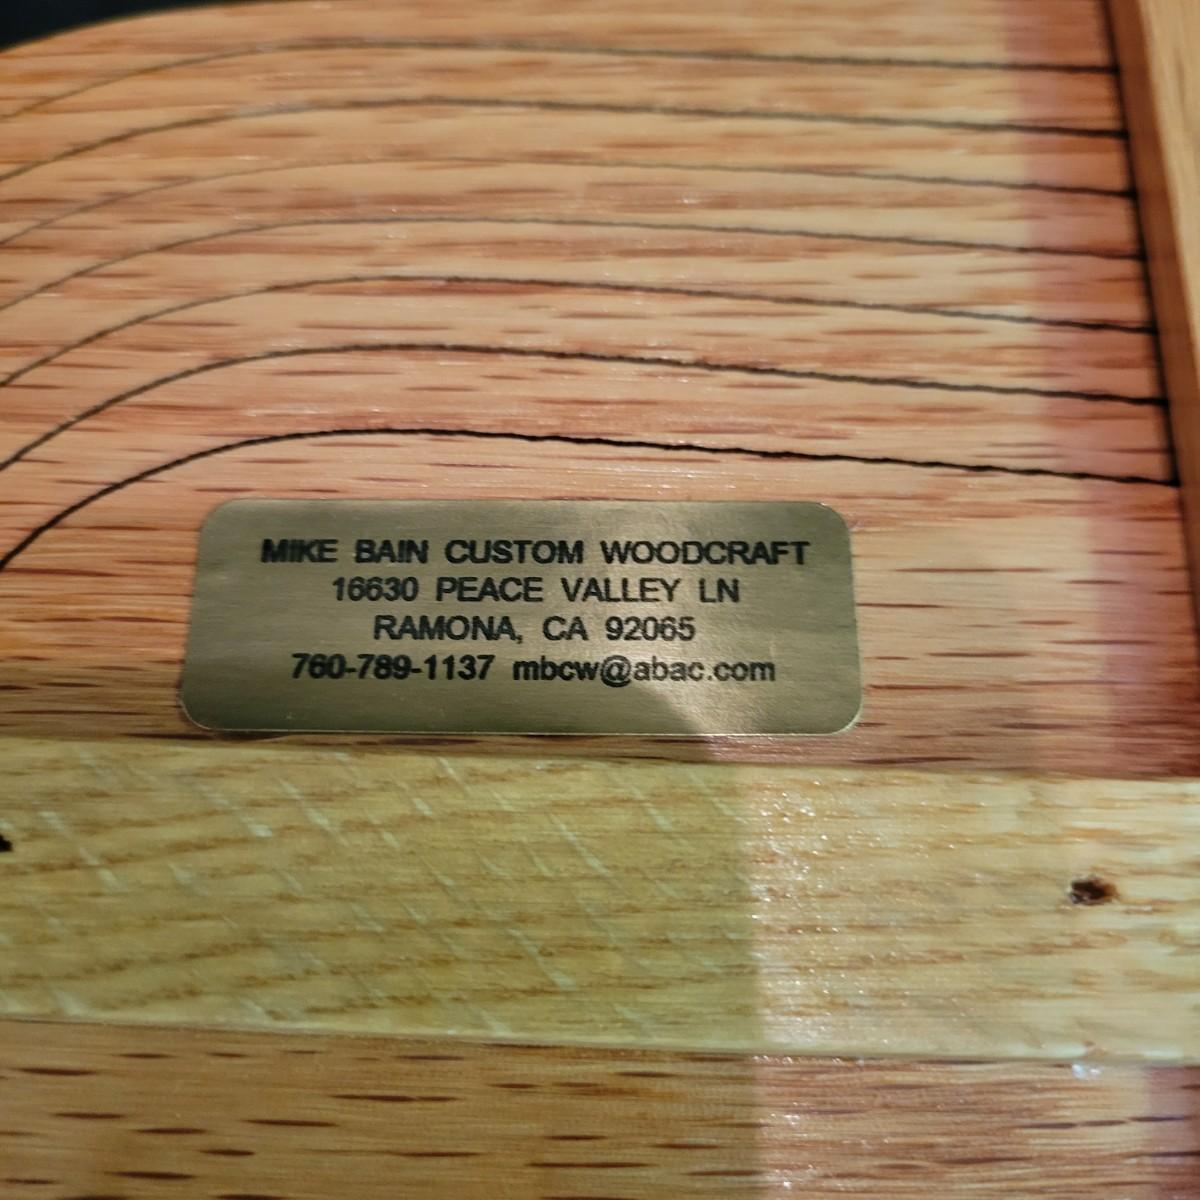 MIKE BAIN CUSTOM WOODCRAFT
16630 PEACE VALLEY LN
RAMONA, CA 92065
760-789-1137 mbcw@abac.com